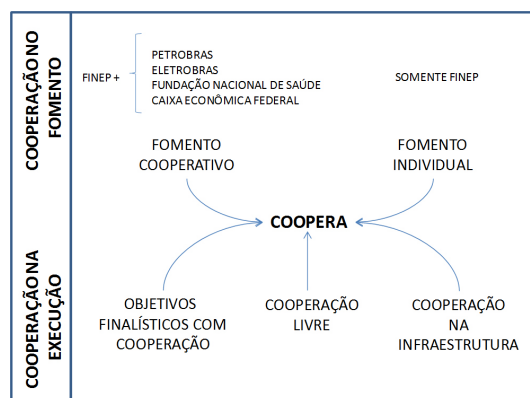 COOPERAÇÃO NO
FOMENTO
FINEP +
PETROBRAS
ELETROBRAS
FUNDAÇÃO NACIONAL DE SAÚDE
CAIXA ECONÔMICA FEDERAL
SOMENTE FINEP
FOMENTO
COOPERATIVO
FOMENTO
INDIVIDUAL
COOPERA
COOPERAÇÃO NA
EXECUÇÃO
OBJETIVOS
FINALÍSTICOS COM
COOPERAÇÃO
COOPERAÇÃO
LIVRE
COOPERAÇÃO
NA
INFRAESTRUTURA